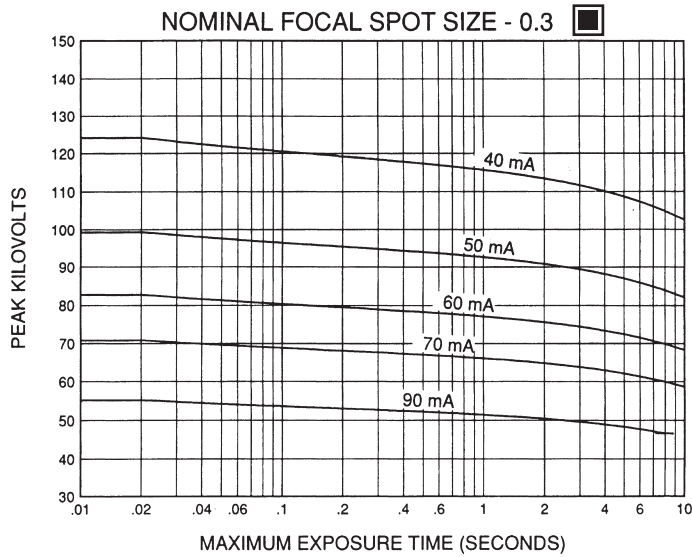 NOMINAL FOCAL SPOT SIZE - 0.3
150
140
130
120
110
100
90
80
70
60
50
40
30
PEAK KILOVOLTS
40 mA
50 mA
60 mA
70 mA
90 mA
.01 .02 .04 .06 .1 .2 .4 .6 1 2 4 6 10
MAXIMUM EXPOSURE TIME (SECONDS)